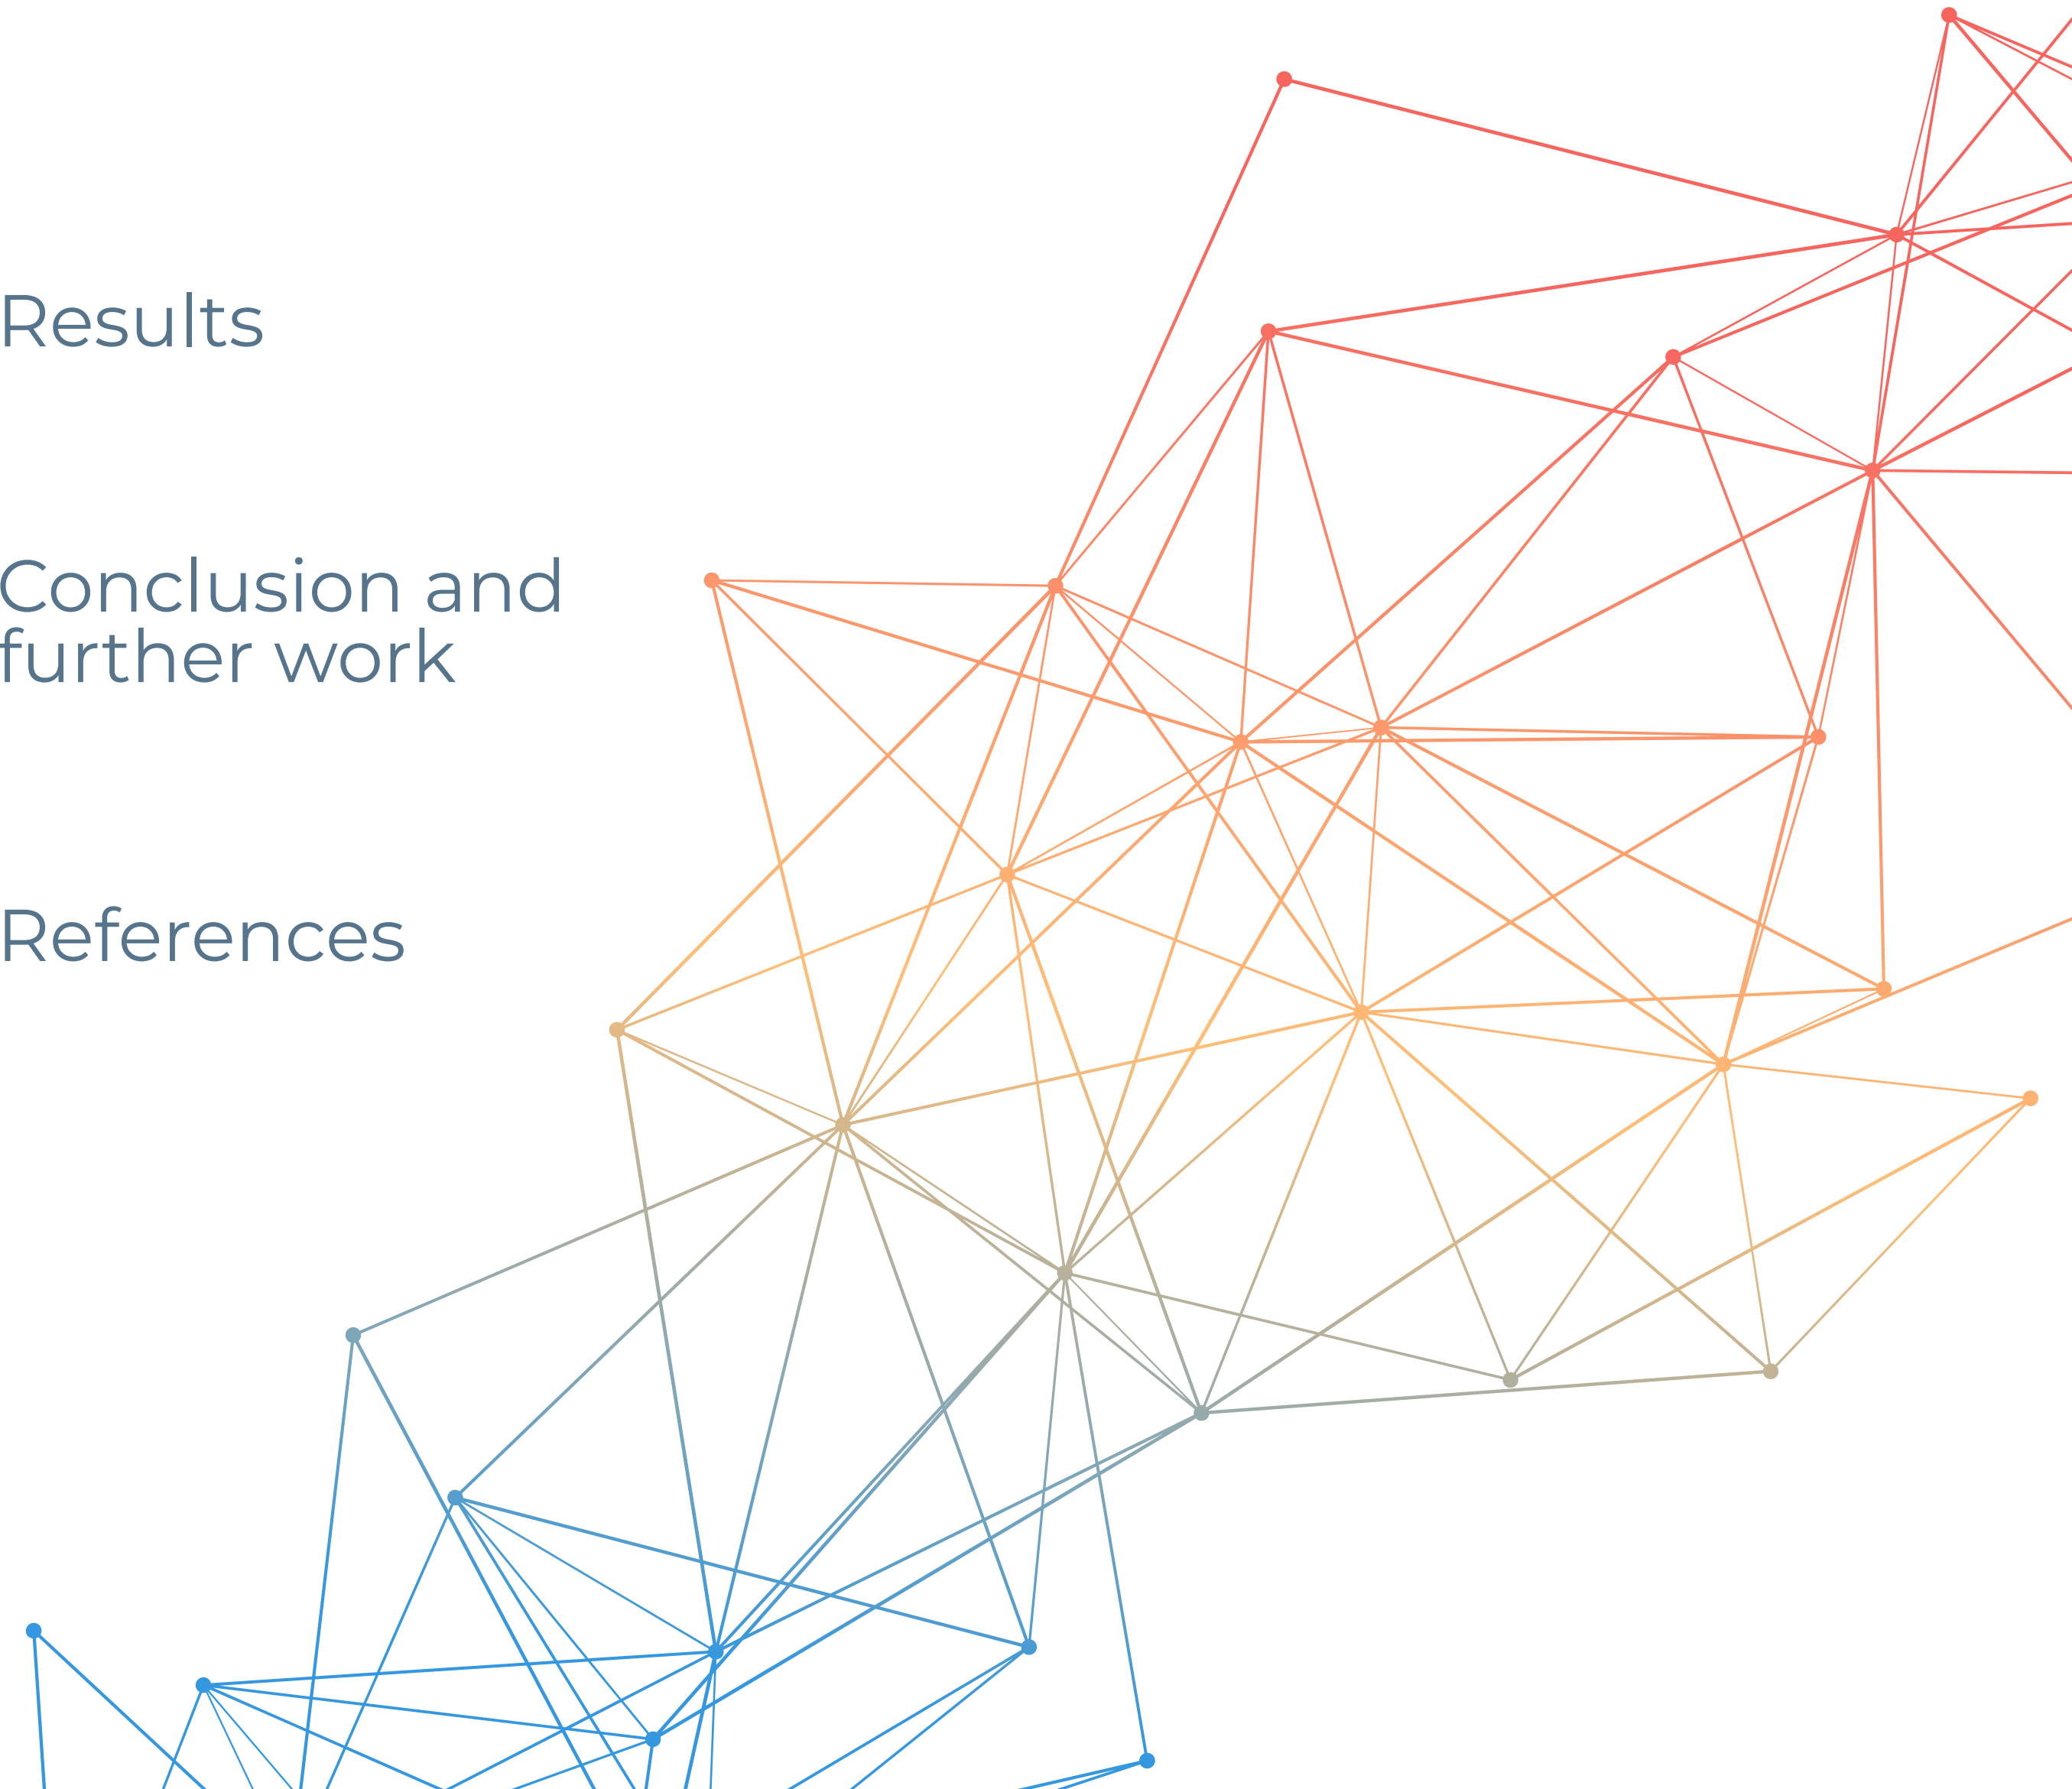 Results
Conclusion and
further work
References